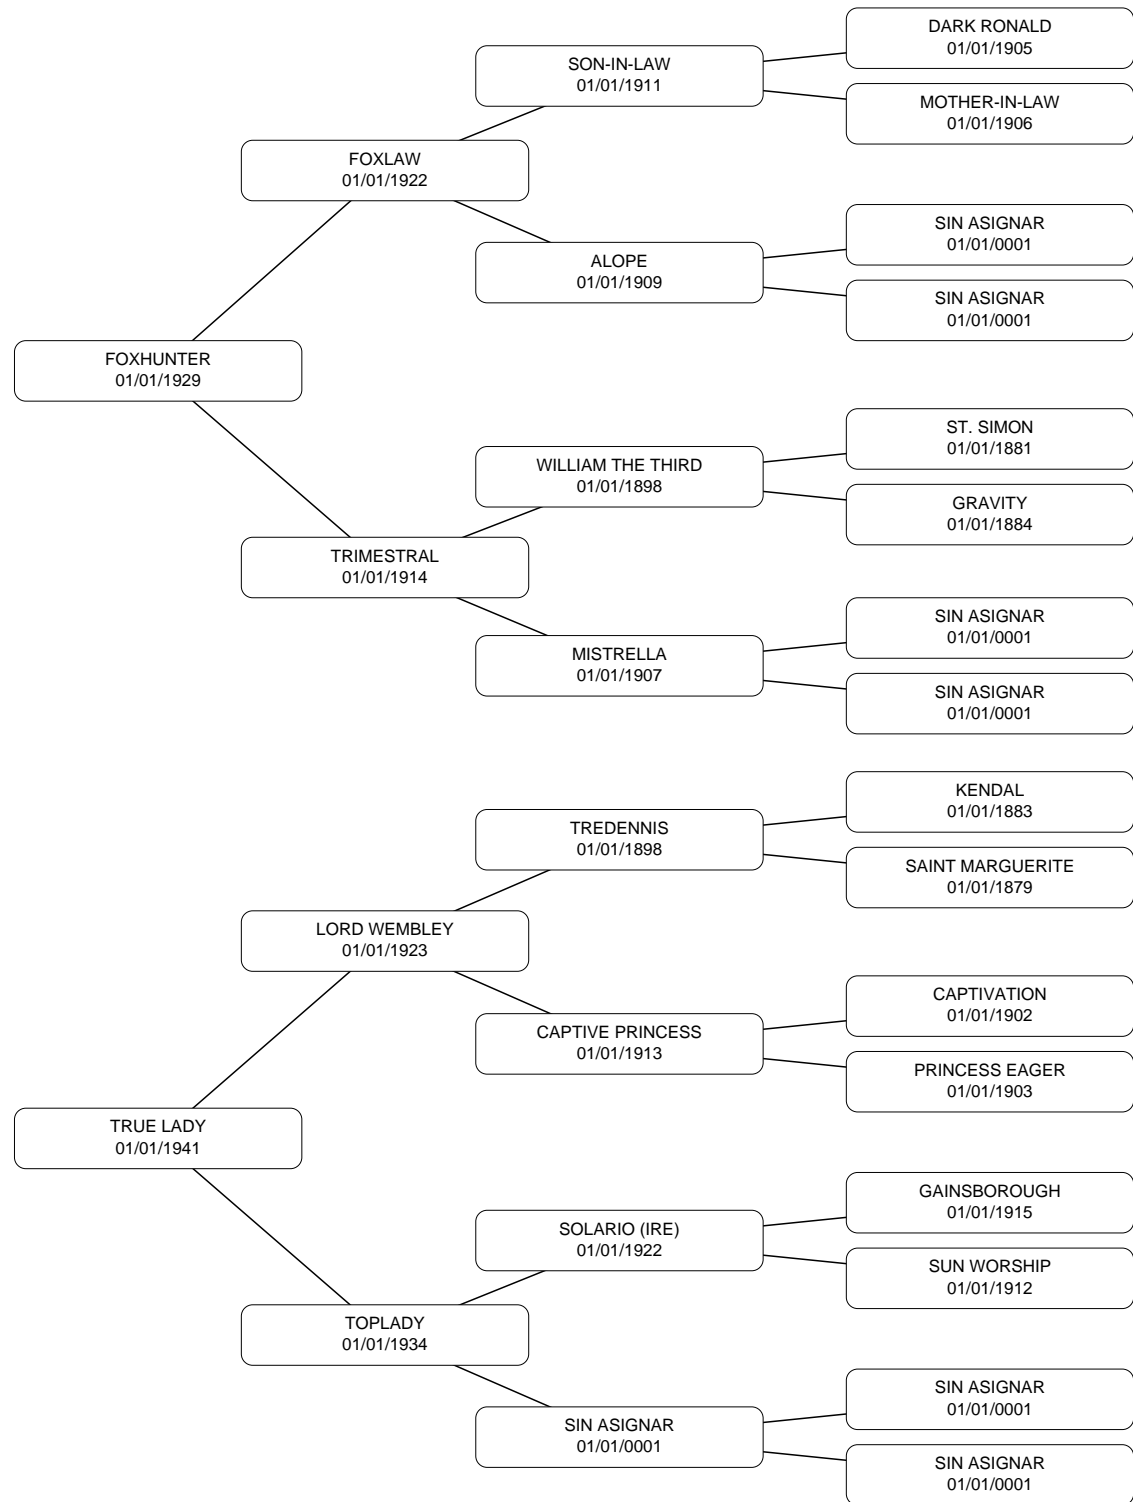 DARK RONALD
01/01/1905
SON-IN-LAW
01/01/1911
MOTHER-IN-LAW
01/01/1906
FOXLAW
01/01/1922
SIN ASIGNAR
01/01/0001
ALOPE
01/01/1909
SIN ASIGNAR
01/01/0001
FOXHUNTER
01/01/1929
ST. SIMON
01/01/1881
WILLIAM THE THIRD
01/01/1898
GRAVITY
01/01/1884
TRIMESTRAL
01/01/1914
SIN ASIGNAR
01/01/0001
MISTRELLA
01/01/1907
SIN ASIGNAR
01/01/0001
KENDAL
01/01/1883
TREDENNIS
01/01/1898
SAINT MARGUERITE
01/01/1879
LORD WEMBLEY
01/01/1923
CAPTIVATION
01/01/1902
CAPTIVE PRINCESS
01/01/1913
PRINCESS EAGER
01/01/1903
TRUE LADY
01/01/1941
GAINSBOROUGH
01/01/1915
SOLARIO (IRE)
01/01/1922
SUN WORSHIP
01/01/1912
TOPLADY
01/01/1934
SIN ASIGNAR
01/01/0001
SIN ASIGNAR
01/01/0001
SIN ASIGNAR
01/01/0001